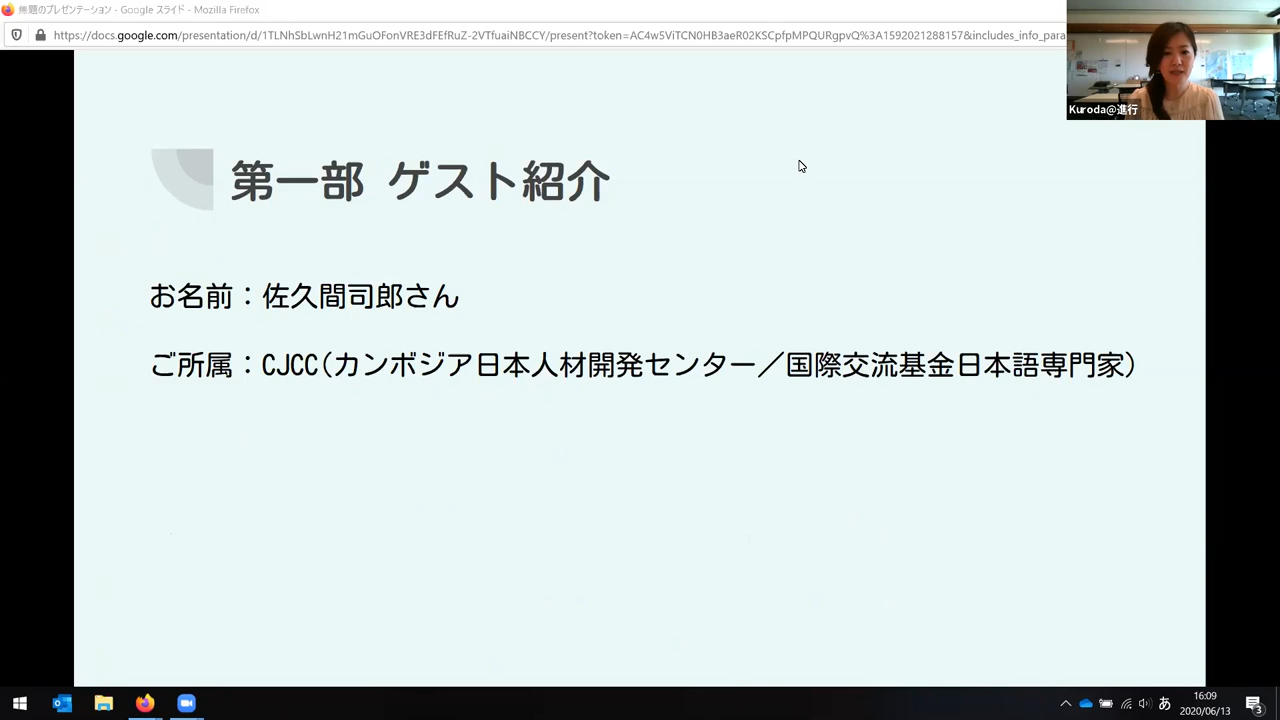 無題のプレゼンテーション - Google スライド - Mozilla Firefox
https://docs.google.com/presentation/d/1TLNhSbLwnH21mGuOFonVRE3dFEfRuZ-2VTfuaiNBCCY/present?token=AC4w5ViTCN0HB3aeR02KSCpfpMPQURgpvQ%3A1592021288157&includes_info_para
Kuroda@進行
第一部 ゲスト紹介
お名前：佐久間司郎さん
ご所属：CJCC(カンボジア日本人材開発センター／国際交流基金日本語専門家)
あ
16:09
2020/06/13
3